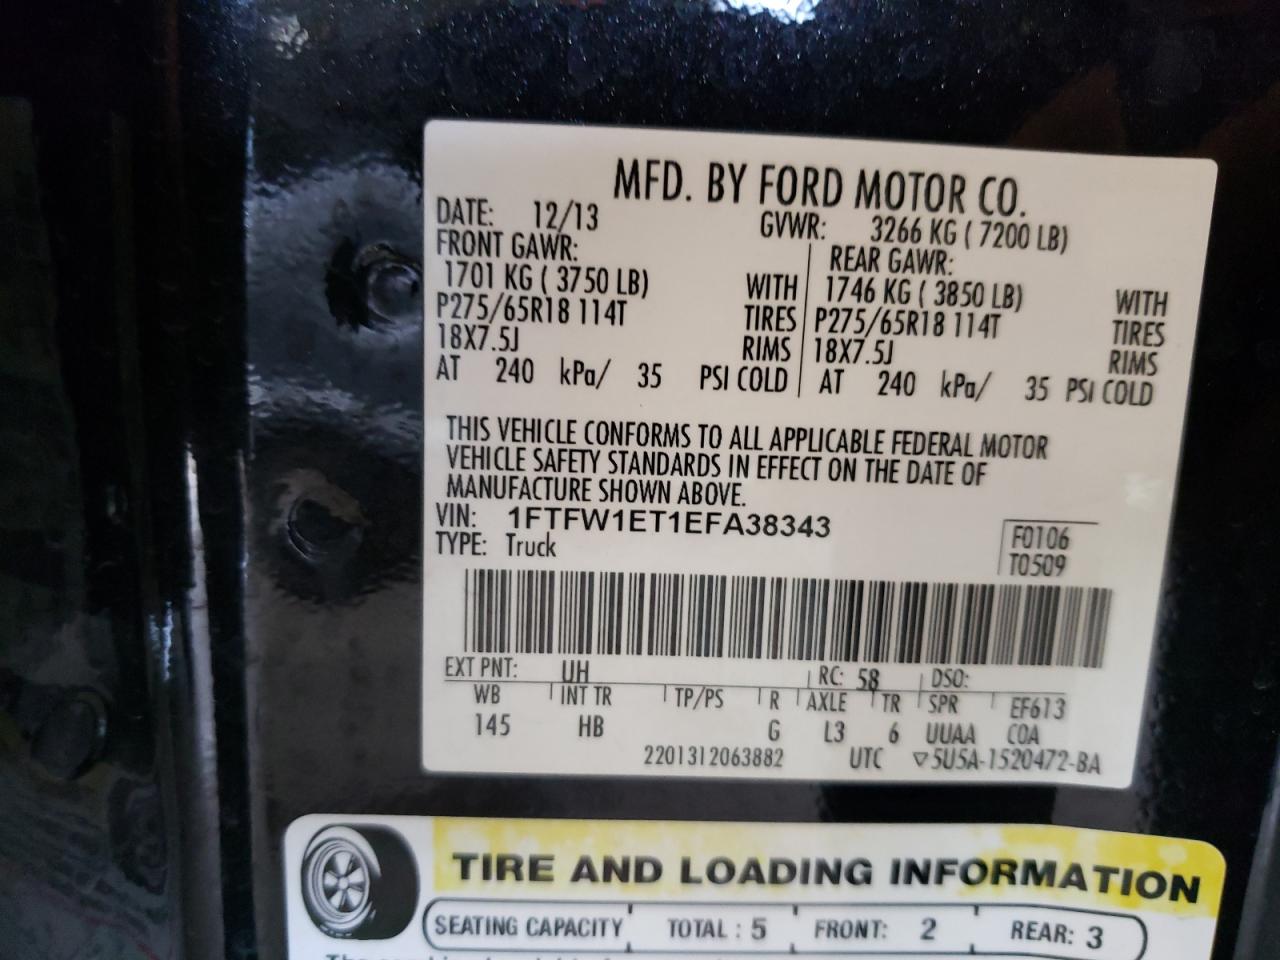 MFD. BY FORD MOTOR CO.
DATE: 12/13 GVWR: 3266 KG ( 7200 LB)
FRONT GAWR: REAR GAWR:
1701 KG ( 3750 LB) WITH 1746 KG ( 3850 LB) WITH
P275/65R18 114T TIRES P275/65R18 114T TIRES
18X7.5J RIMS 18X7.5J RIMS
AT 240 kPa/ 35 PSI COLD AT 240 kPa/ 35 PSI COLD
THIS VEHICLE CONFORMS TO ALL APPLICABLE FEDERAL MOTOR
VEHICLE SAFETY STANDARDS IN EFFECT ON THE DATE OF
MANUFACTURE SHOWN ABOVE.
VIN: 1FTFW1ET1EFA38343
TYPE: Truck
F0106
T0509
EXT PNT: UH RC: 58 DSO:
WB INT TR TP/PS R AXLE TR SPR EF613
145 HB G L3 6 UUAA COA
2201312063882 UTC ▽5U5A-1520472-BA
TIRE AND LOADING INFORMATION
SEATING CAPACITY TOTAL : 5 FRONT: 2 REAR: 3